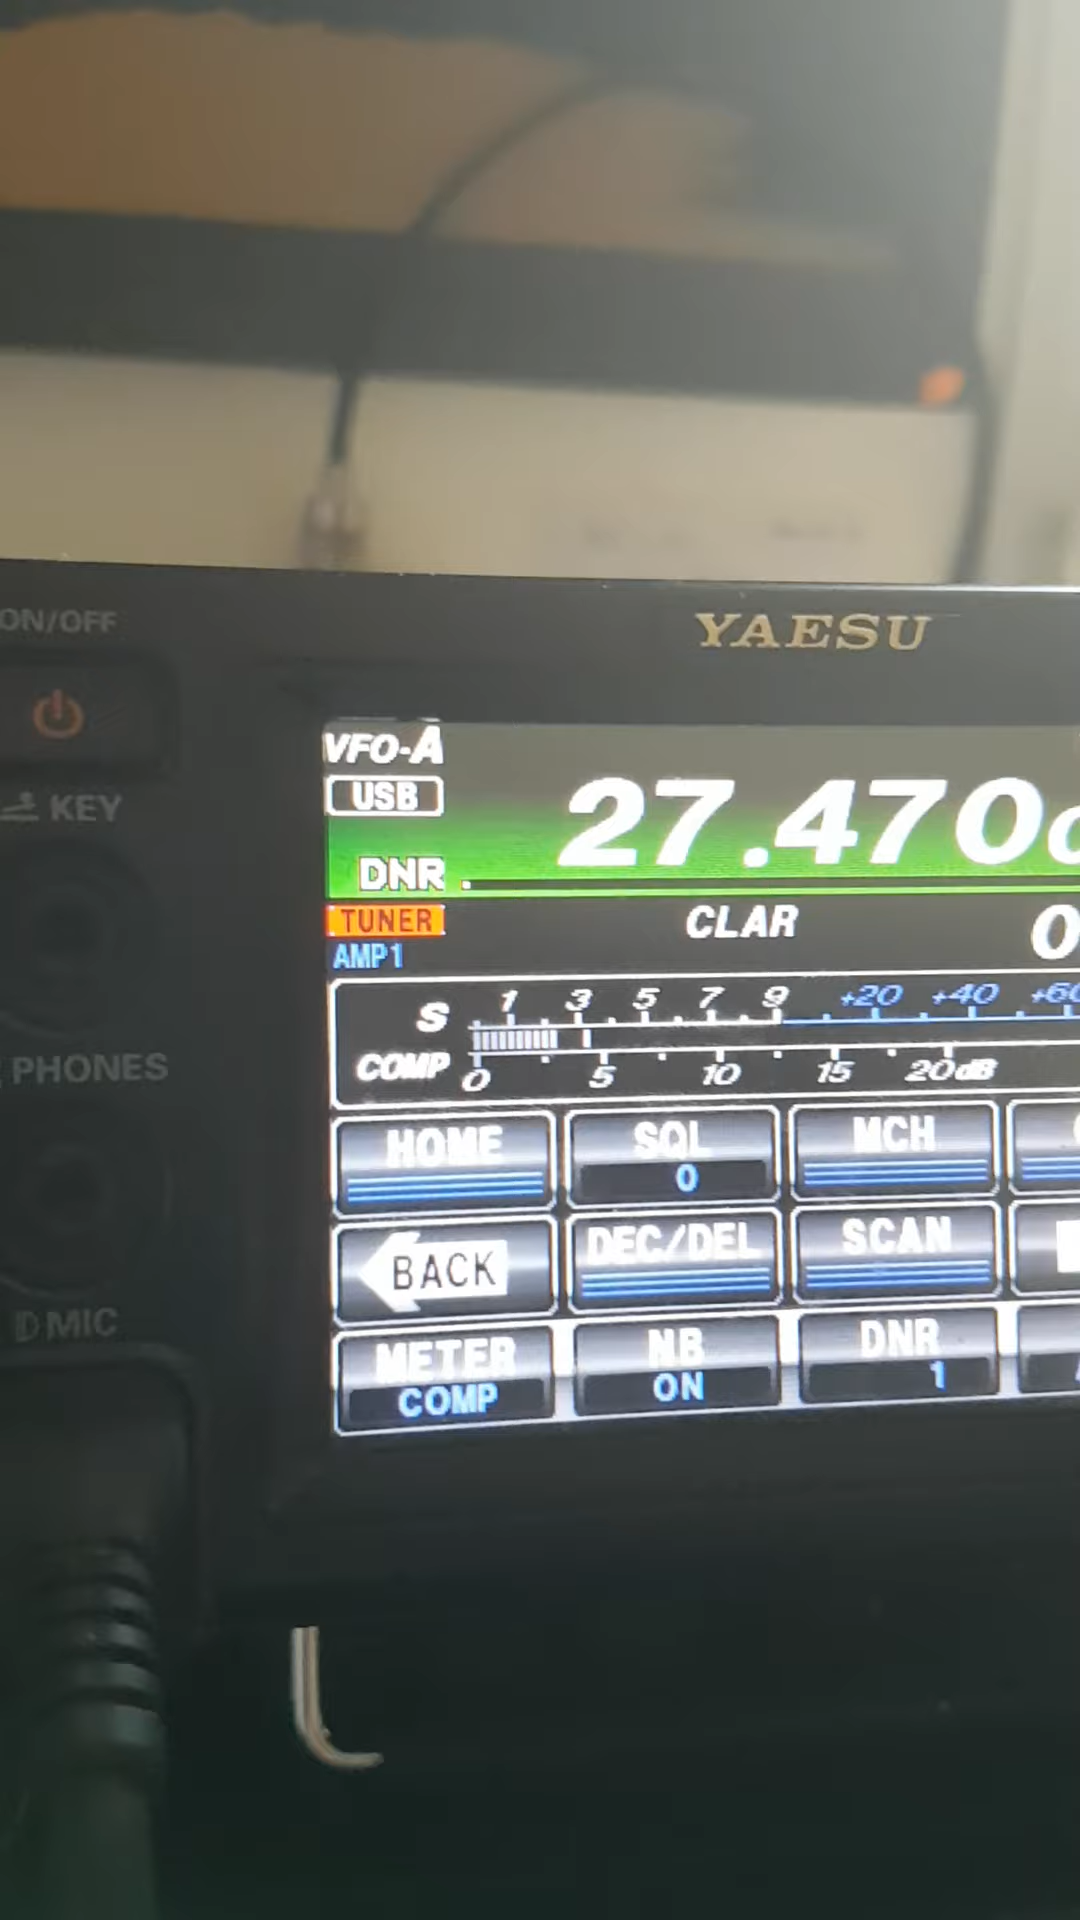 ON/OFF
YAESU
KEY
PHONES
MIC
VFO-A
USB
27.470
DNR
TUNER
CLAR
0
AMP1
S 1 3 5 7 9 +20 +40 +60
COMP 0 5 10 15 20dB
HOME SQL MCH
0
BACK DEC/DEL SCAN
METER NB DNR
COMP ON 1